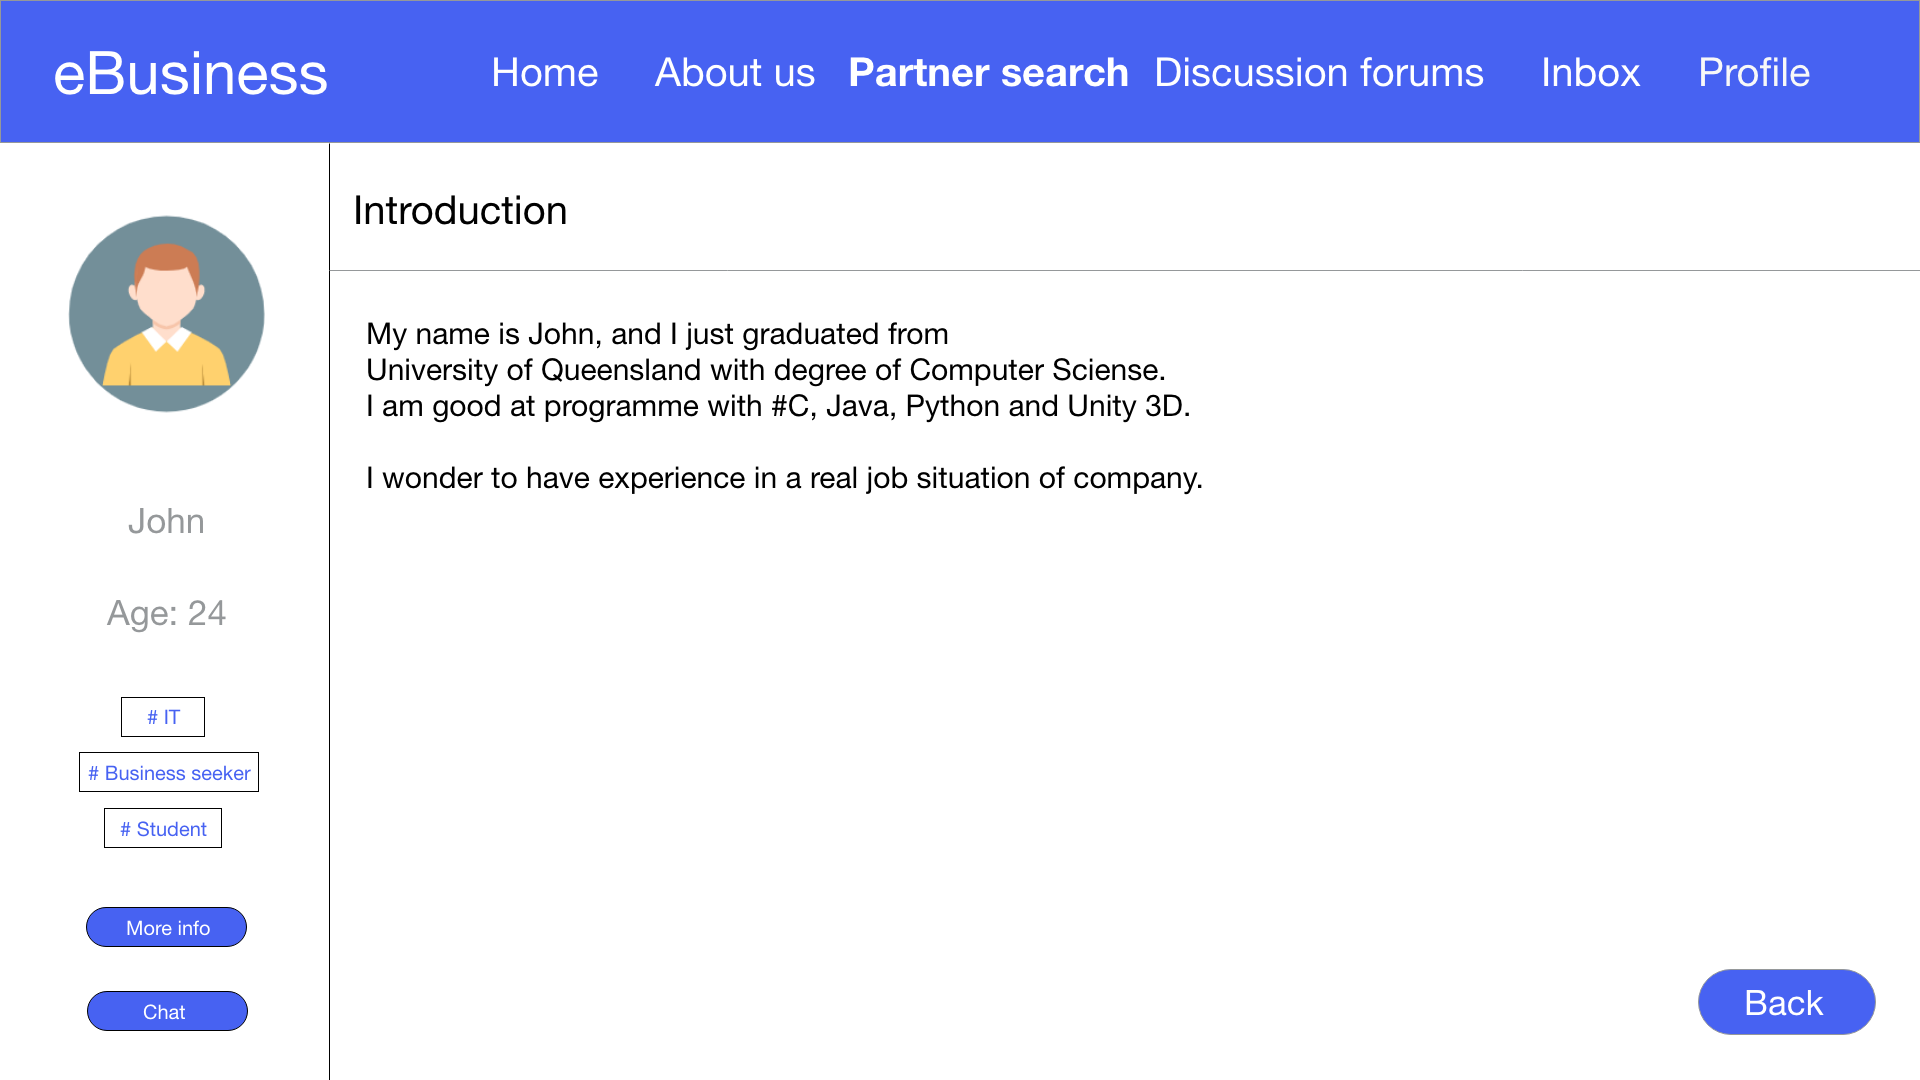 eBusiness
Home
About us
Partner search
Discussion forums
Inbox
Profile
John
Age: 24
# IT
# Business seeker
# Student
More info
Chat
Introduction
My name is John, and I just graduated from
University of Queensland with degree of Computer Sciense.
I am good at programme with #C, Java, Python and Unity 3D.
I wonder to have experience in a real job situation of company.
Back